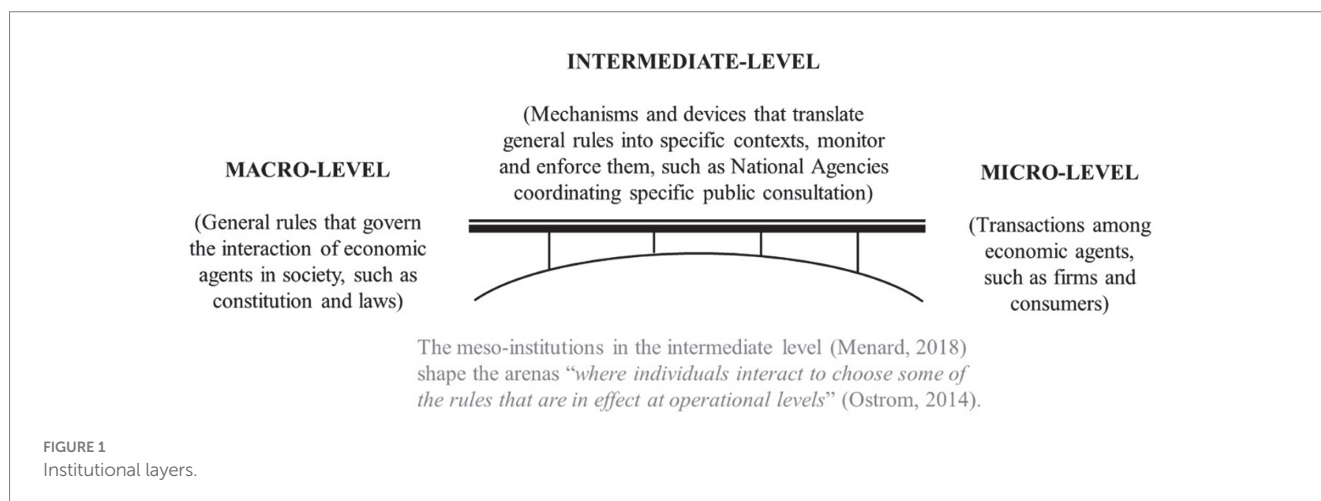 INTERMEDIATE-LEVEL
(Mechanisms and devices that translate
general rules into specific contexts, monitor
and enforce them, such as National Agencies
coordinating specific public consultation)
MACRO-LEVEL
(General rules that govern
the interaction of economic
agents in society, such as
constitution and laws)
MICRO-LEVEL
(Transactions among
economic agents,
such as firms and
consumers)
The meso-institutions in the intermediate level (Menard, 2018)
shape the arenas “where individuals interact to choose some of
the rules that are in effect at operational levels” (Ostrom, 2014).
FIGURE 1
Institutional layers.